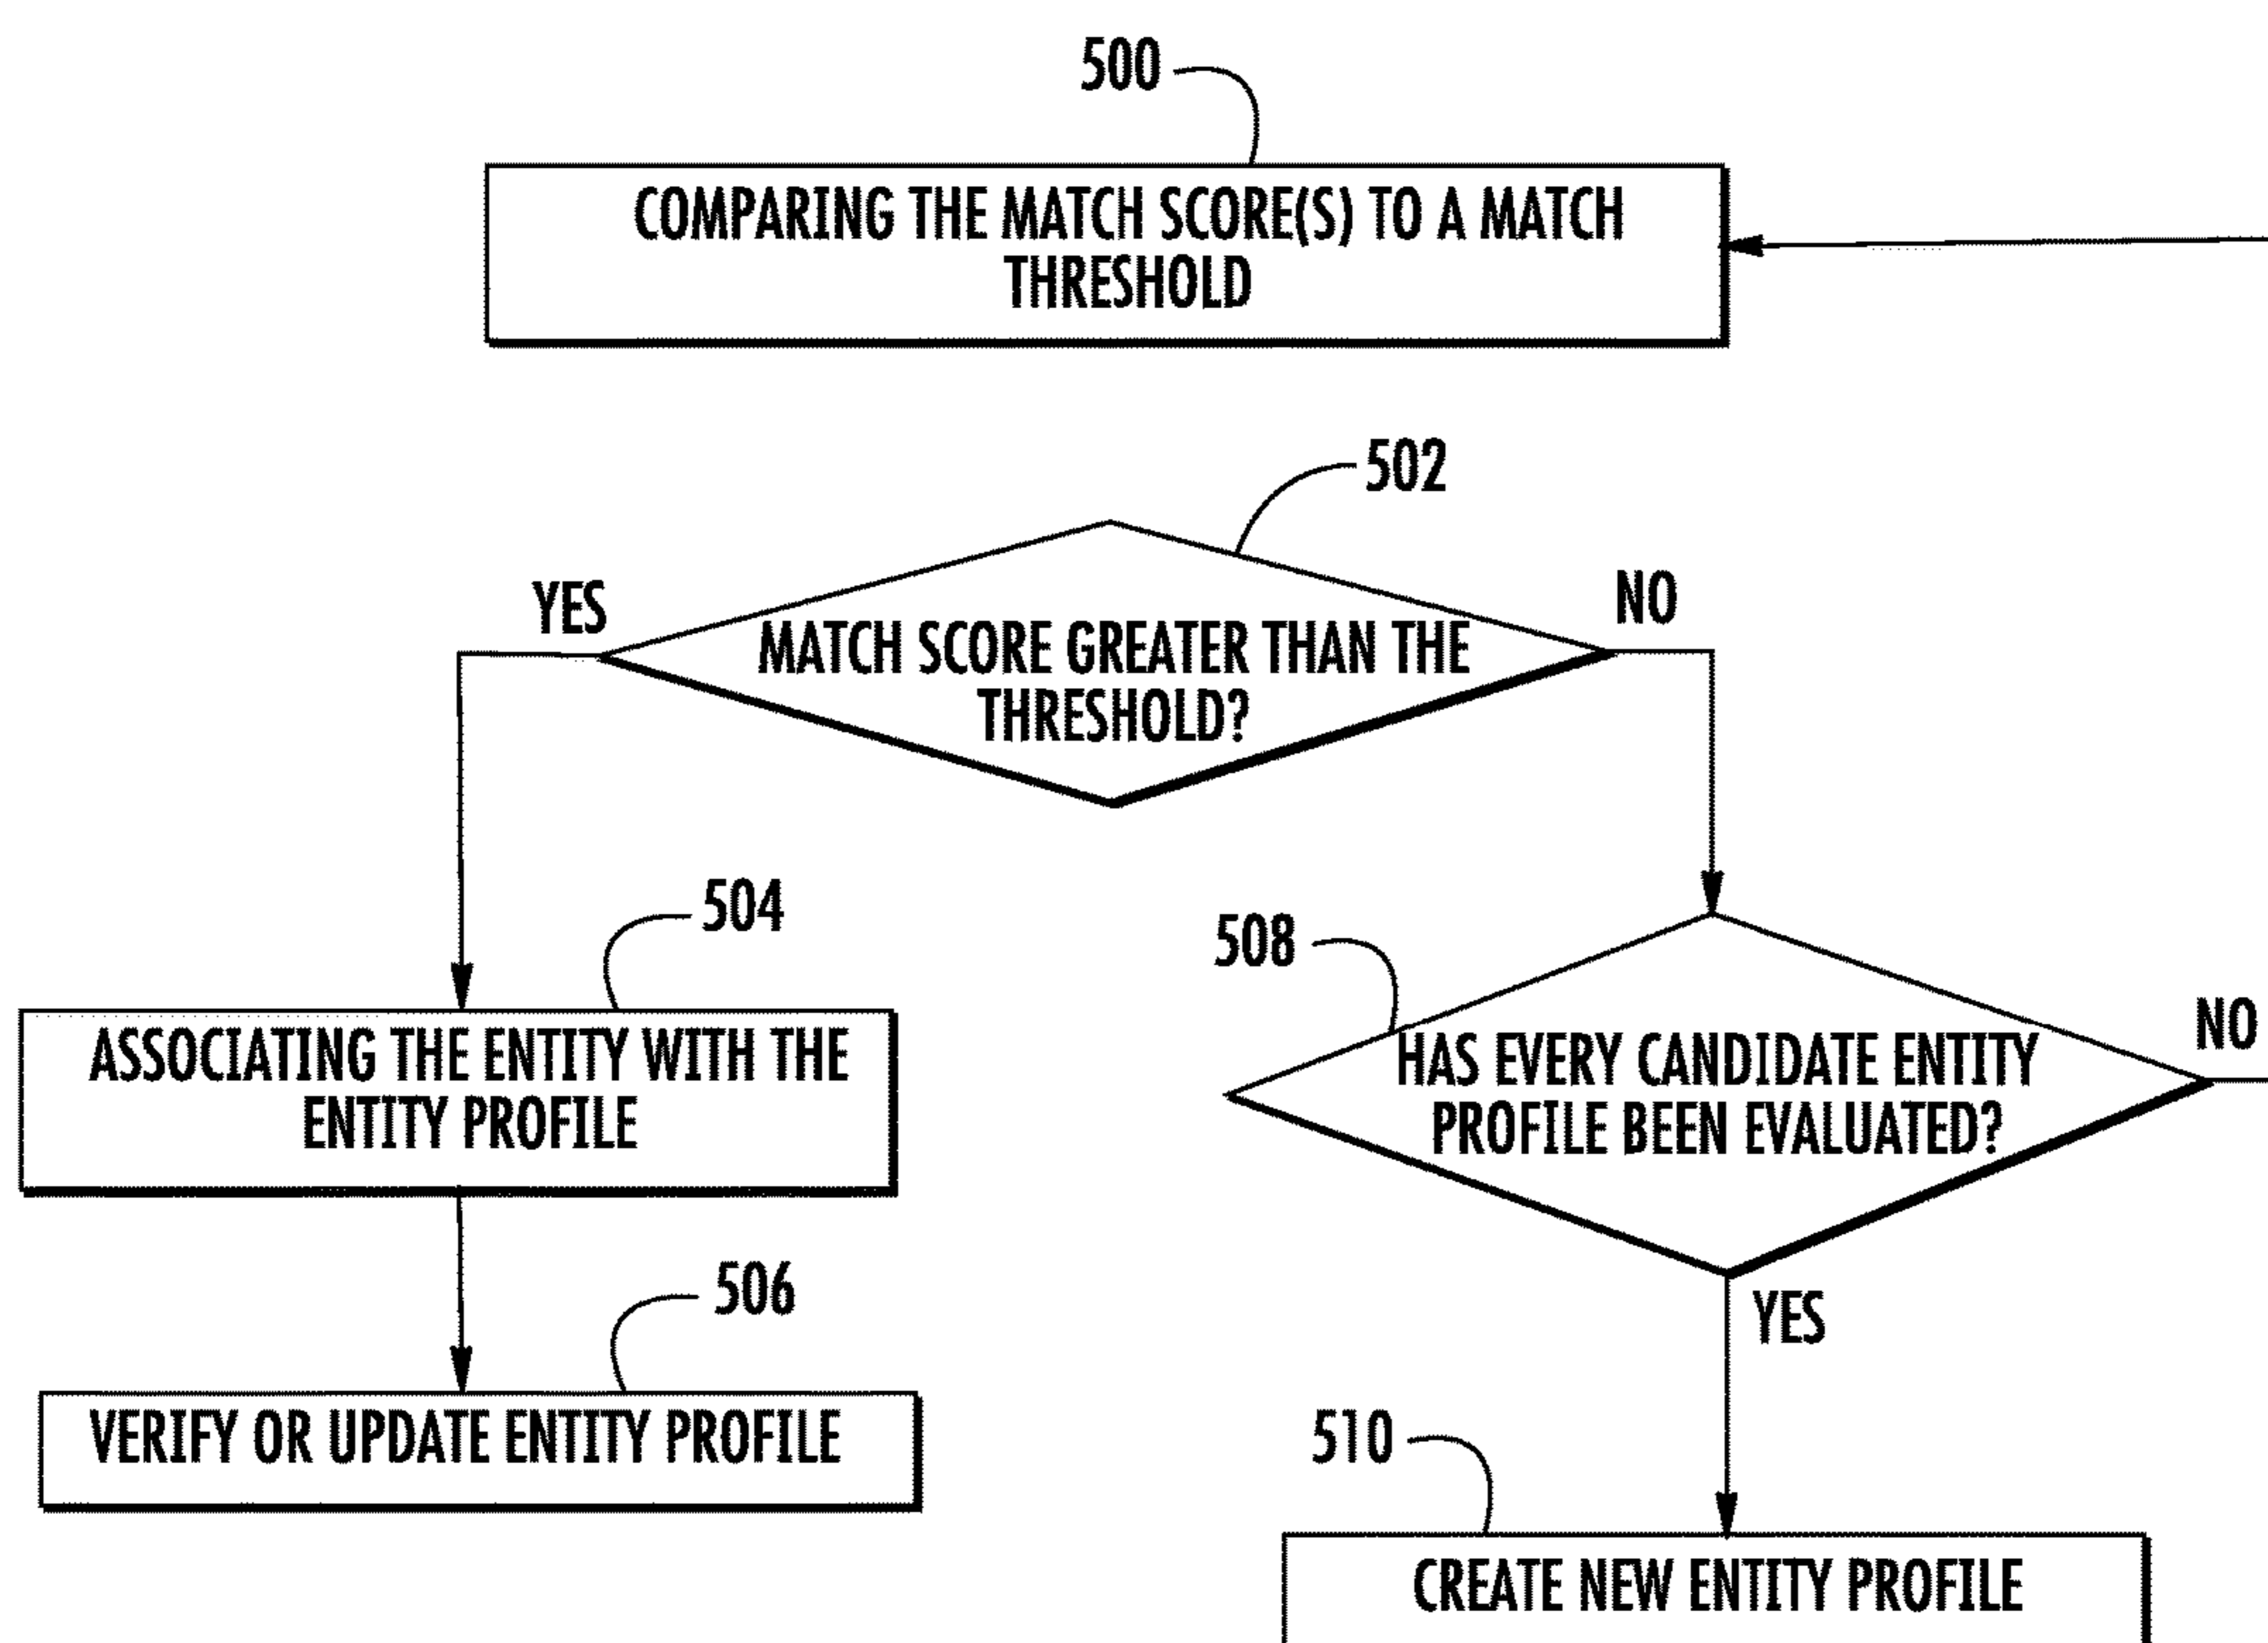 500
COMPARING THE MATCH SCORE(S) TO A MATCH
THRESHOLD
502
YES
NO
MATCH SCORE GREATER THAN THE
THRESHOLD?
504
ASSOCIATING THE ENTITY WITH THE
ENTITY PROFILE
508
NO
HAS EVERY CANDIDATE ENTITY
PROFILE BEEN EVALUATED?
506
VERIFY OR UPDATE ENTITY PROFILE
YES
510
CREATE NEW ENTITY PROFILE